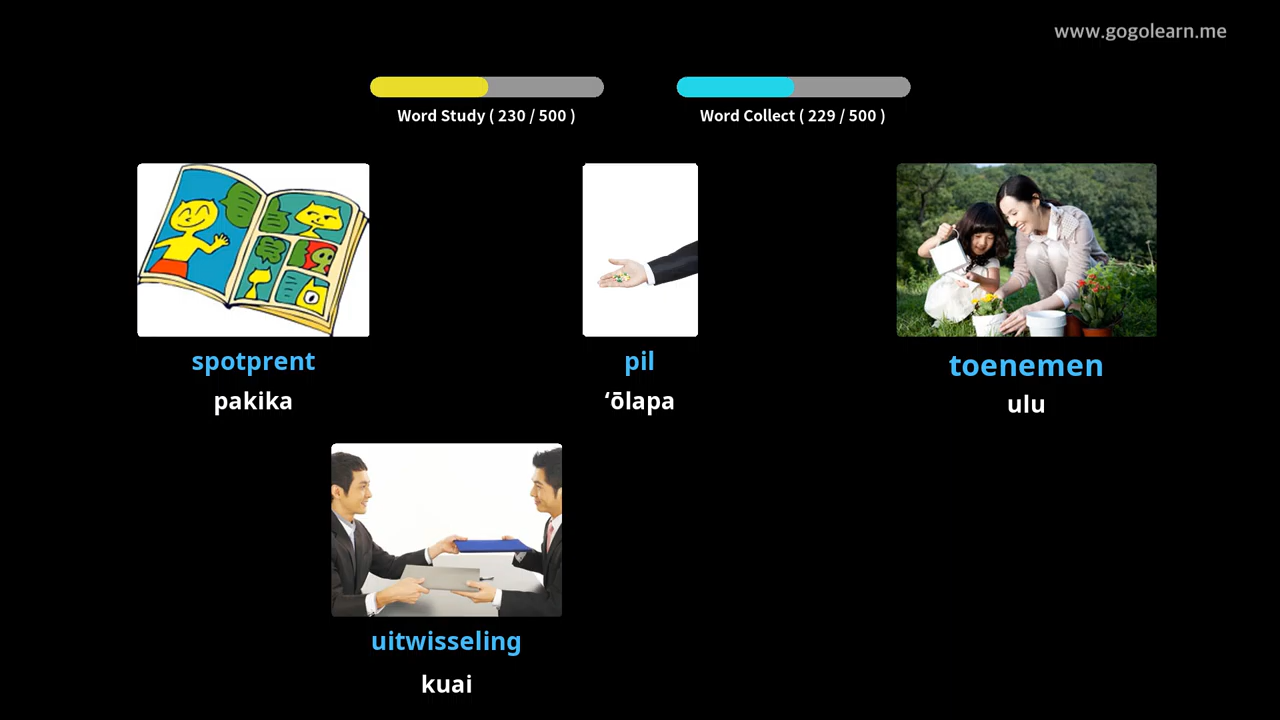 www.gogolearn.me
Word Study ( 230 / 500 )
Word Collect ( 229 / 500 )
spotprent
pakika
pil
ʻōlapa
toenemen
ulu
uitwisseling
kuai